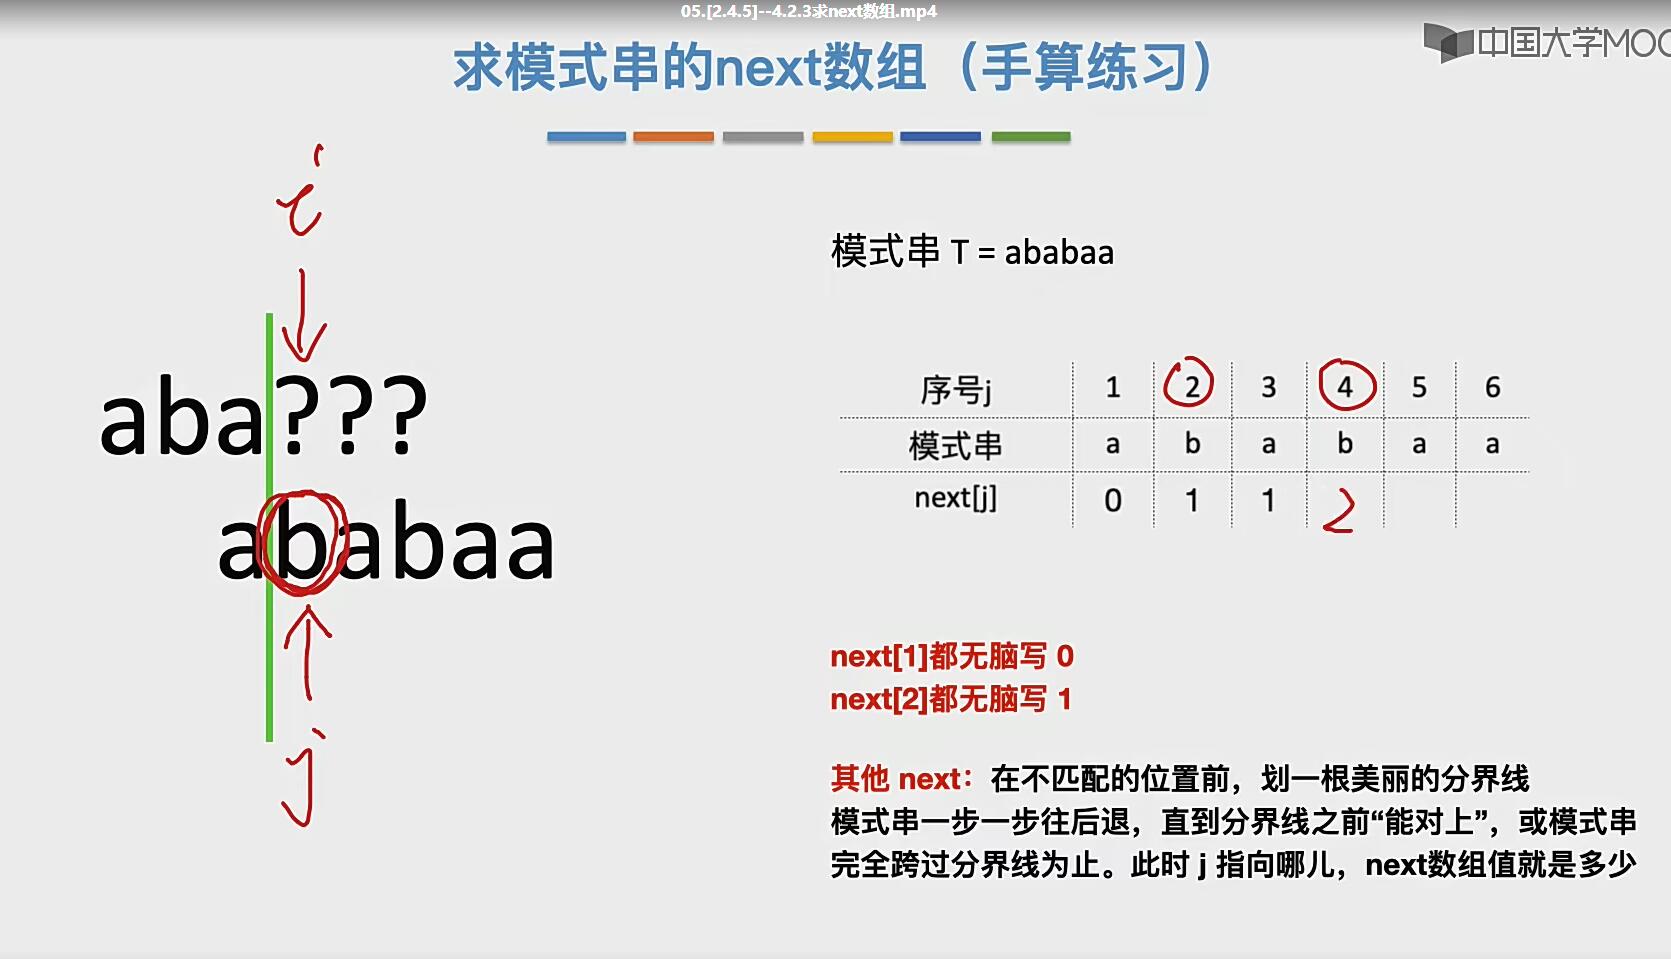 05.[2.4.5]--4.2.3求next数组.mp4
中国大学MOO
求模式串的next数组（手算练习）
i
aba???
ababaa
j
模式串 T = ababaa
序号j 1 2 3 4 5 6
模式串 a b a b a a
next[j] 0 1 1 2
next[1]都无脑写 0
next[2]都无脑写 1
其他 next：在不匹配的位置前，划一根美丽的分界线
模式串一步一步往后退，直到分界线之前“能对上”，或模式串
完全跨过分界线为止。此时 j 指向哪儿，next数组值就是多少